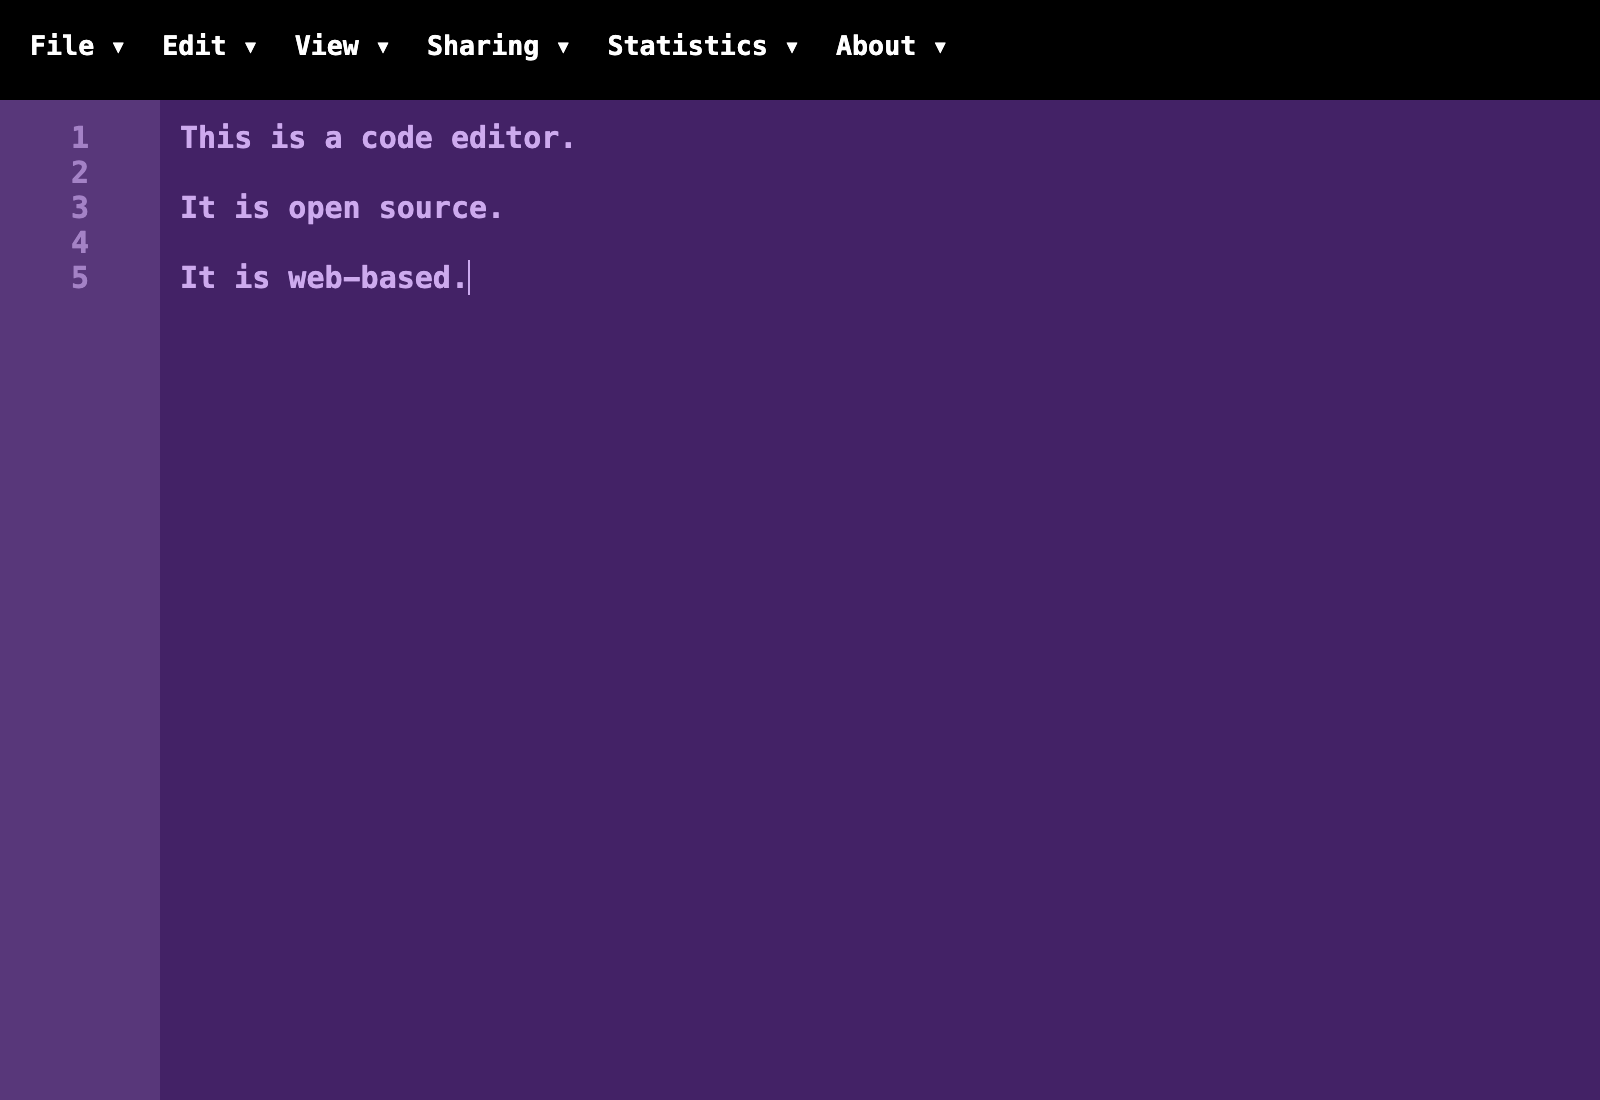 File ▼ Edit ▼ View ▼ Sharing ▼ Statistics ▼ About ▼
1 This is a code editor.
2
3 It is open source.
4
5 It is web-based.